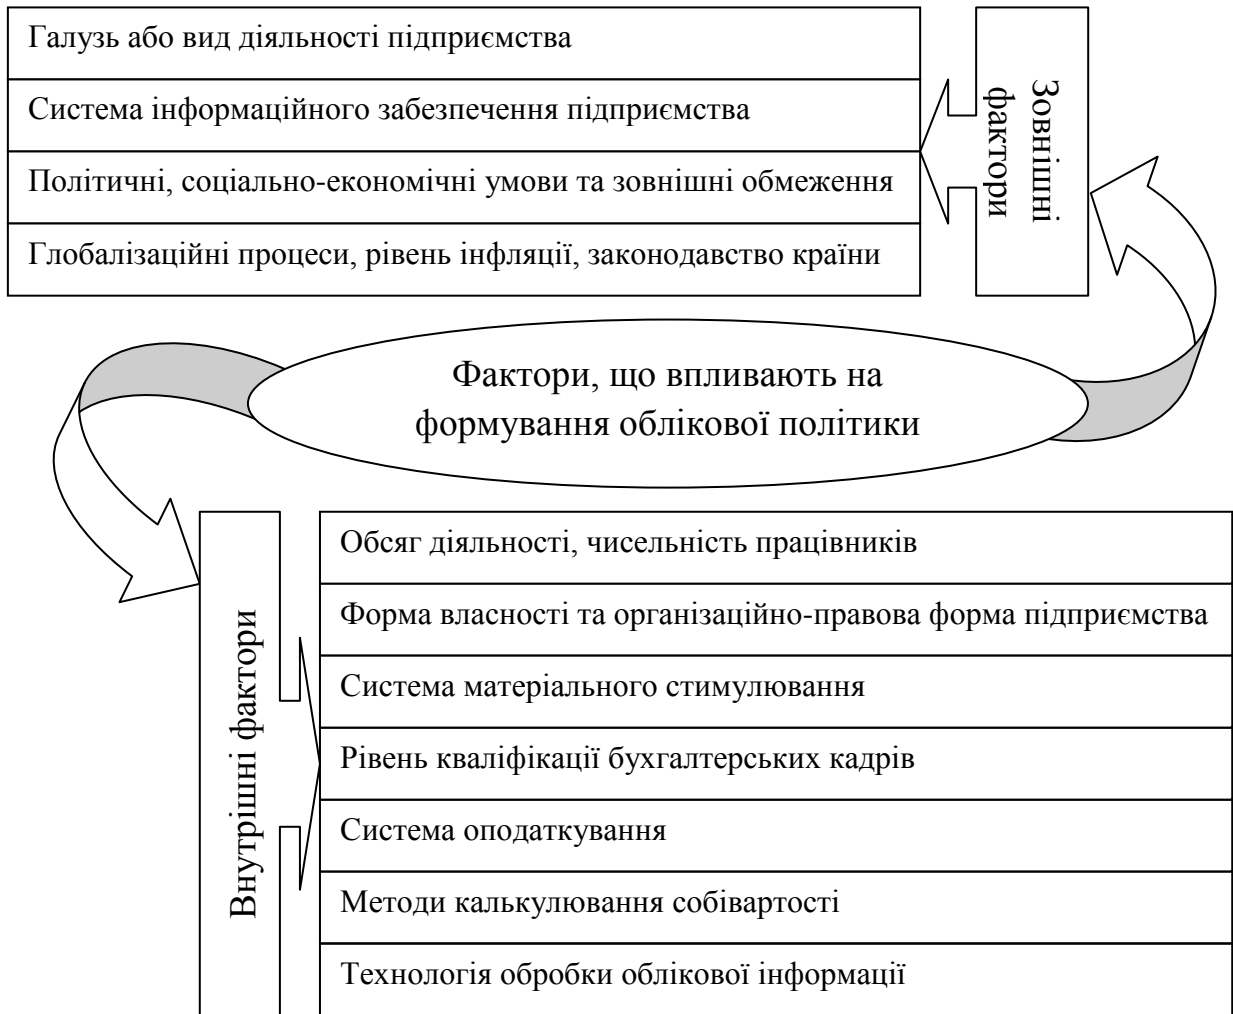 Галузь або вид діяльності підприємства
Система інформаційного забезпечення підприємства
Політичні, соціально-економічні умови та зовнішні обмеження
Глобалізаційні процеси, рівень інфляції, законодавство країни
Зовнішні
фактори
Фактори, що впливають на
формування облікової політики
Внутрішні фактори
Обсяг діяльності, чисельність працівників
Форма власності та організаційно-правова форма підприємства
Система матеріального стимулювання
Рівень кваліфікації бухгалтерських кадрів
Система оподаткування
Методи калькулювання собівартості
Технологія обробки облікової інформації